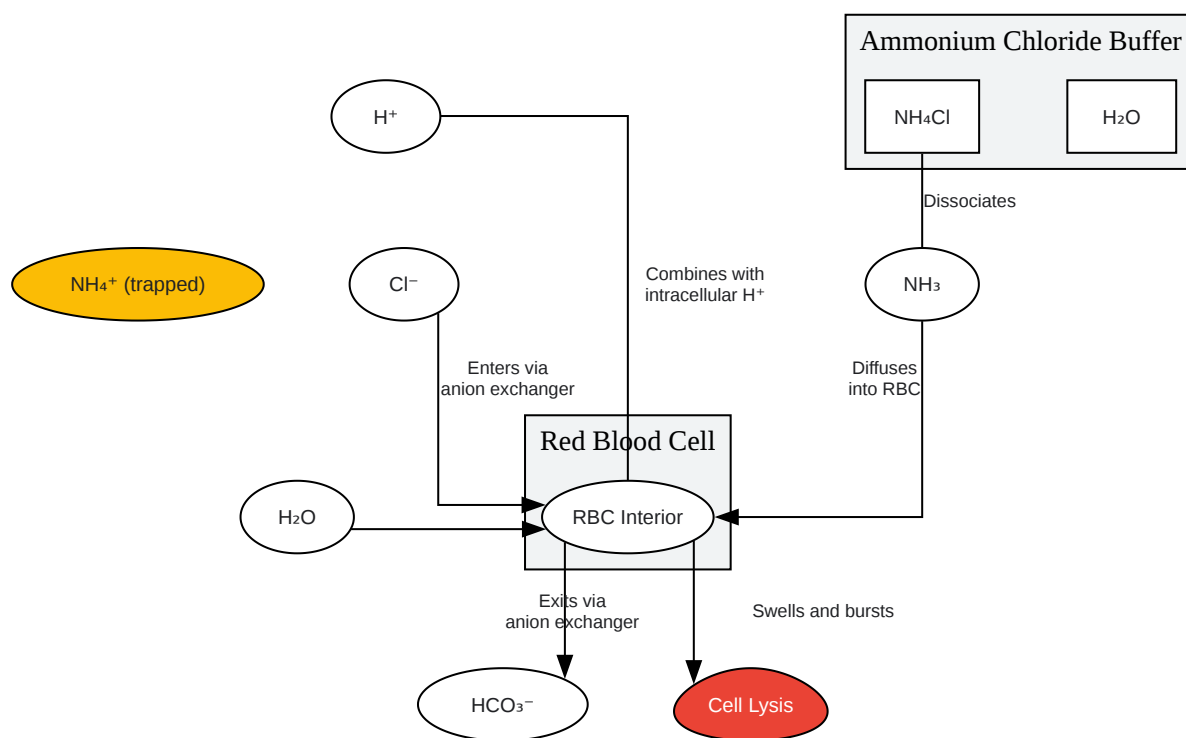 Ammonium Chloride Buffer
H⁺
NH₄Cl
H₂O
Dissociates
NH₄⁺ (trapped)
Cl⁻
Combines with
intracellular H⁺
NH₃
Enters via
anion exchanger
Diffuses
into RBC
Red Blood Cell
H₂O
RBC Interior
Exits via
anion exchanger
Swells and bursts
HCO₃⁻
Cell Lysis